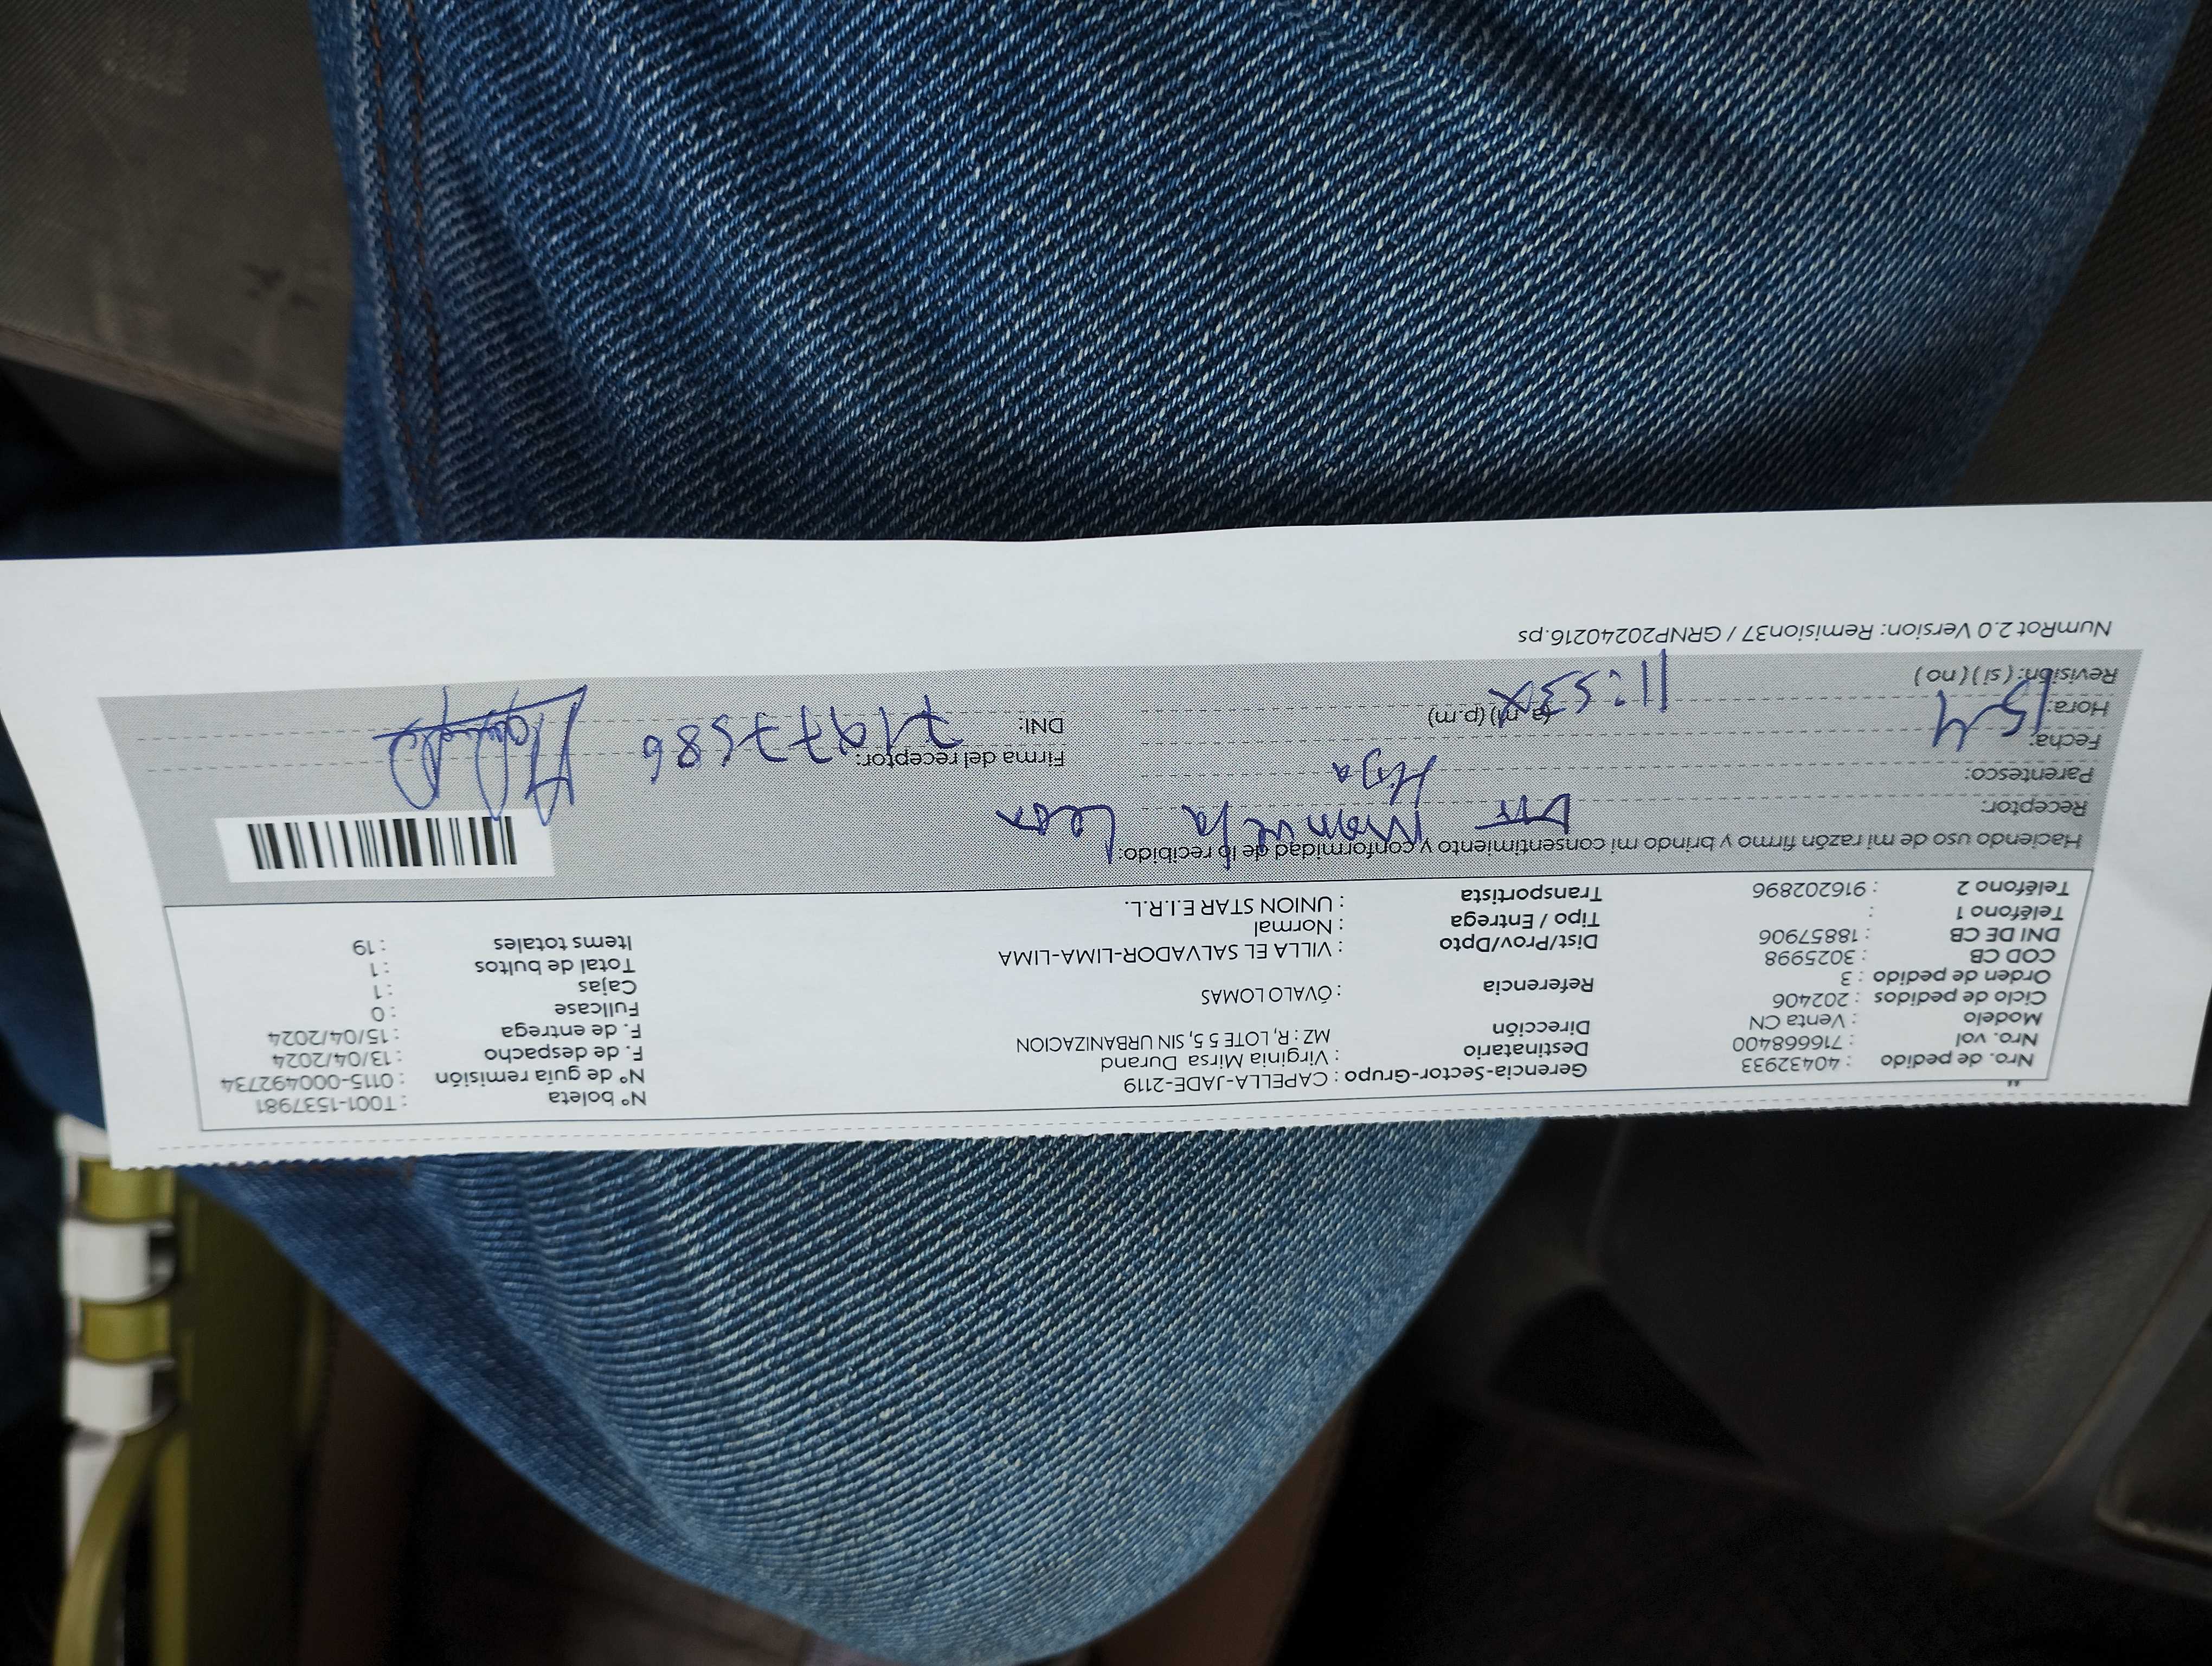 Nro. de pedido : 40432933 Gerencia-Sector-Grupo : CAPELLA-JADE-2119 N° boleta : T001-1537981
Nro. vol 716668400 Destinatario : Virginia Mirsa Durand N° de guía remisión : 0115-000492734
Modelo : Venta CN Dirección MZ : R, LOTE 5 5, SIN URBANIZACION F. de despacho : 13/04/2024
Ciclo de pedidos : 202406 F. de entrega : 15/04/2024
Orden de pedido : 3 Referencia : ÓVALO LOMAS Fullcase : 0
COD CB : 3025998 Cajas : 1
DNI DE CB : 18857906 Dist/Prov/Dpto : VILLA EL SALVADOR-LIMA-LIMA Total de bultos : 1
Teléfono 1 : Tipo / Entrega : Normal Items totales : 19
Teléfono 2 : 916202896 Transportista : UNION STAR E.I.R.L.
Haciendo uso de mi razón firmo y brindo mi consentimiento y conformidad de lo recibido:
Receptor: Manuela Leon
Parentesco: Hija
Fecha: 15-4 Firma del receptor:
Hora: 11:53 (a.m) (p.m) DNI: 71977586
Revisión: (si) (no)
NumRot 2.0 Version: Remision37 / GRNP20240216.ps